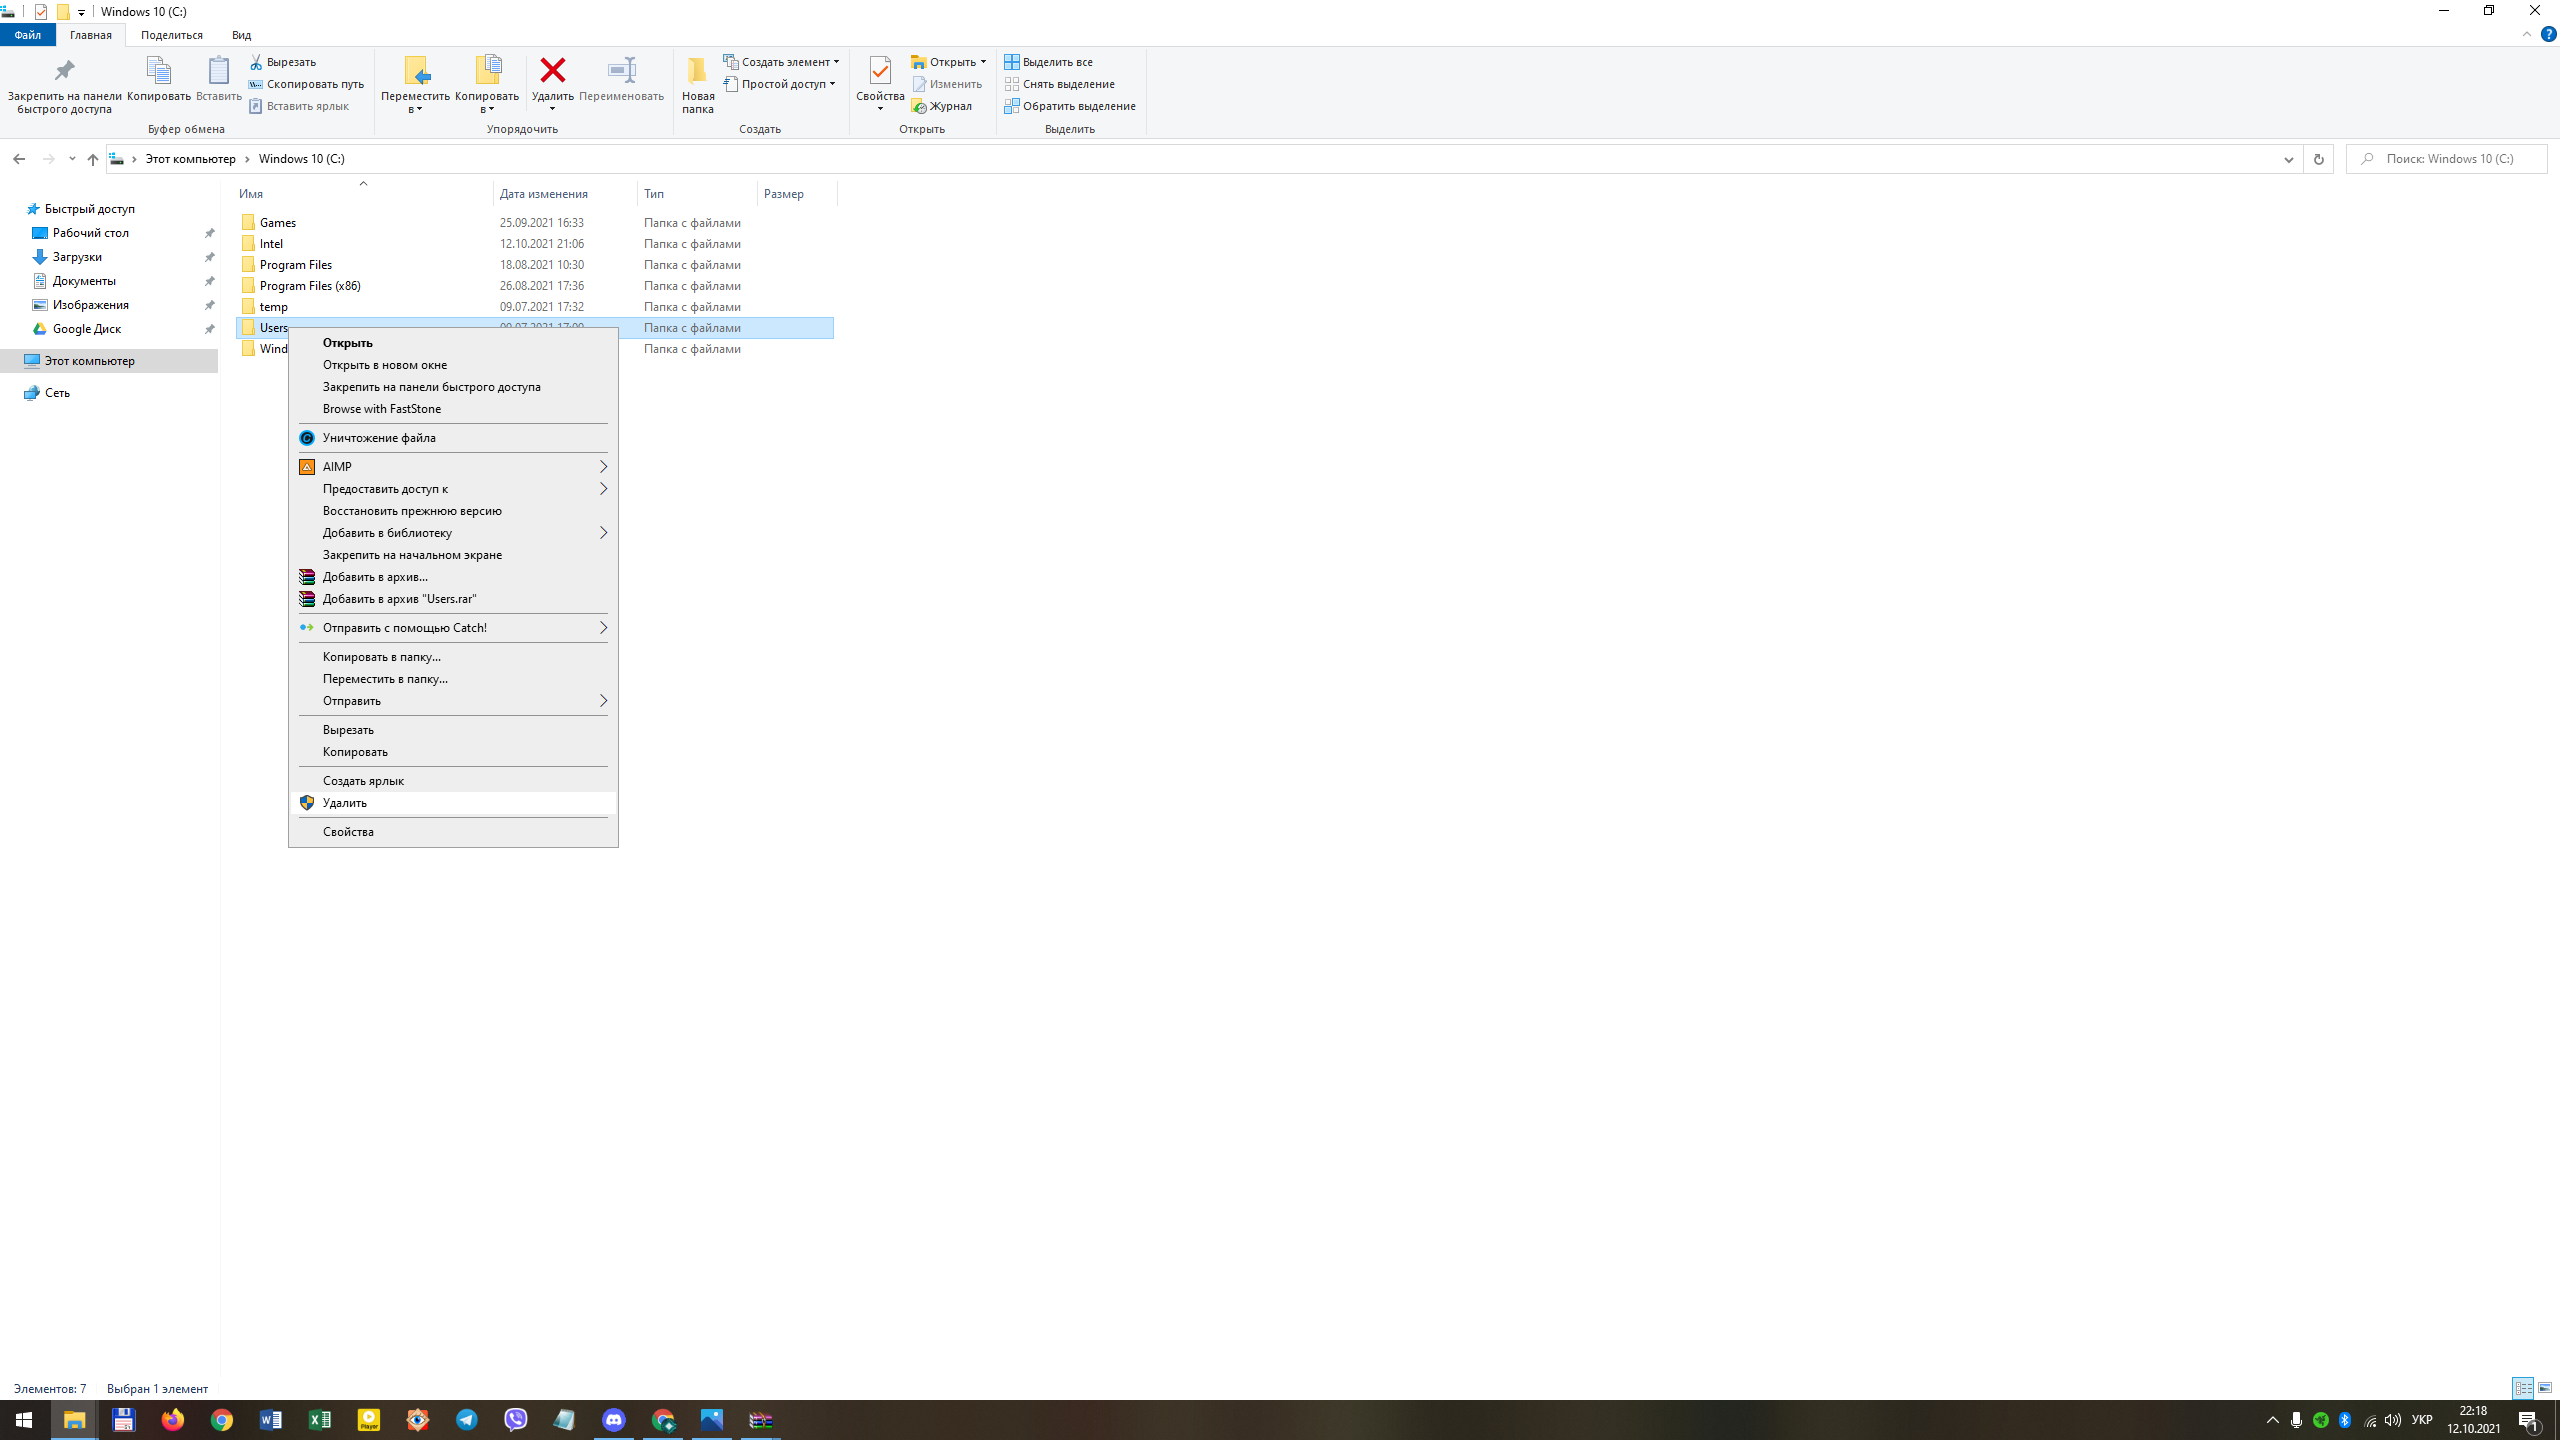 Windows 10 (C:)
Файл Главная Поделиться Вид
Закрепить на панели быстрого доступа
Копировать
Вставить
Вырезать
Скопировать путь
Вставить ярлык
Буфер обмена
Переместить в
Копировать в
Удалить
Переименовать
Упорядочить
Новая папка
Создать элемент
Простой доступ
Создать
Свойства
Открыть
Изменить
Журнал
Открыть
Выделить все
Снять выделение
Обратить выделение
Выделить
Этот компьютер › Windows 10 (C:)
Поиск: Windows 10 (C:)
Быстрый доступ
Рабочий стол
Загрузки
Документы
Изображения
Google Диск
Этот компьютер
Сеть
Имя Дата изменения Тип Размер
Games 25.09.2021 16:33 Папка с файлами
Intel 12.10.2021 21:06 Папка с файлами
Program Files 18.08.2021 10:30 Папка с файлами
Program Files (x86) 26.08.2021 17:36 Папка с файлами
temp 09.07.2021 17:32 Папка с файлами
Users Папка с файлами
Wind Папка с файлами
Открыть
Открыть в новом окне
Закрепить на панели быстрого доступа
Browse with FastStone
Уничтожение файла
AIMP
Предоставить доступ к
Восстановить прежнюю версию
Добавить в библиотеку
Закрепить на начальном экране
Добавить в архив...
Добавить в архив "Users.rar"
Отправить с помощью Catch!
Копировать в папку...
Переместить в папку...
Отправить
Вырезать
Копировать
Создать ярлык
Удалить
Свойства
Элементов: 7 Выбран 1 элемент
УКР
22:18
12.10.2021
1